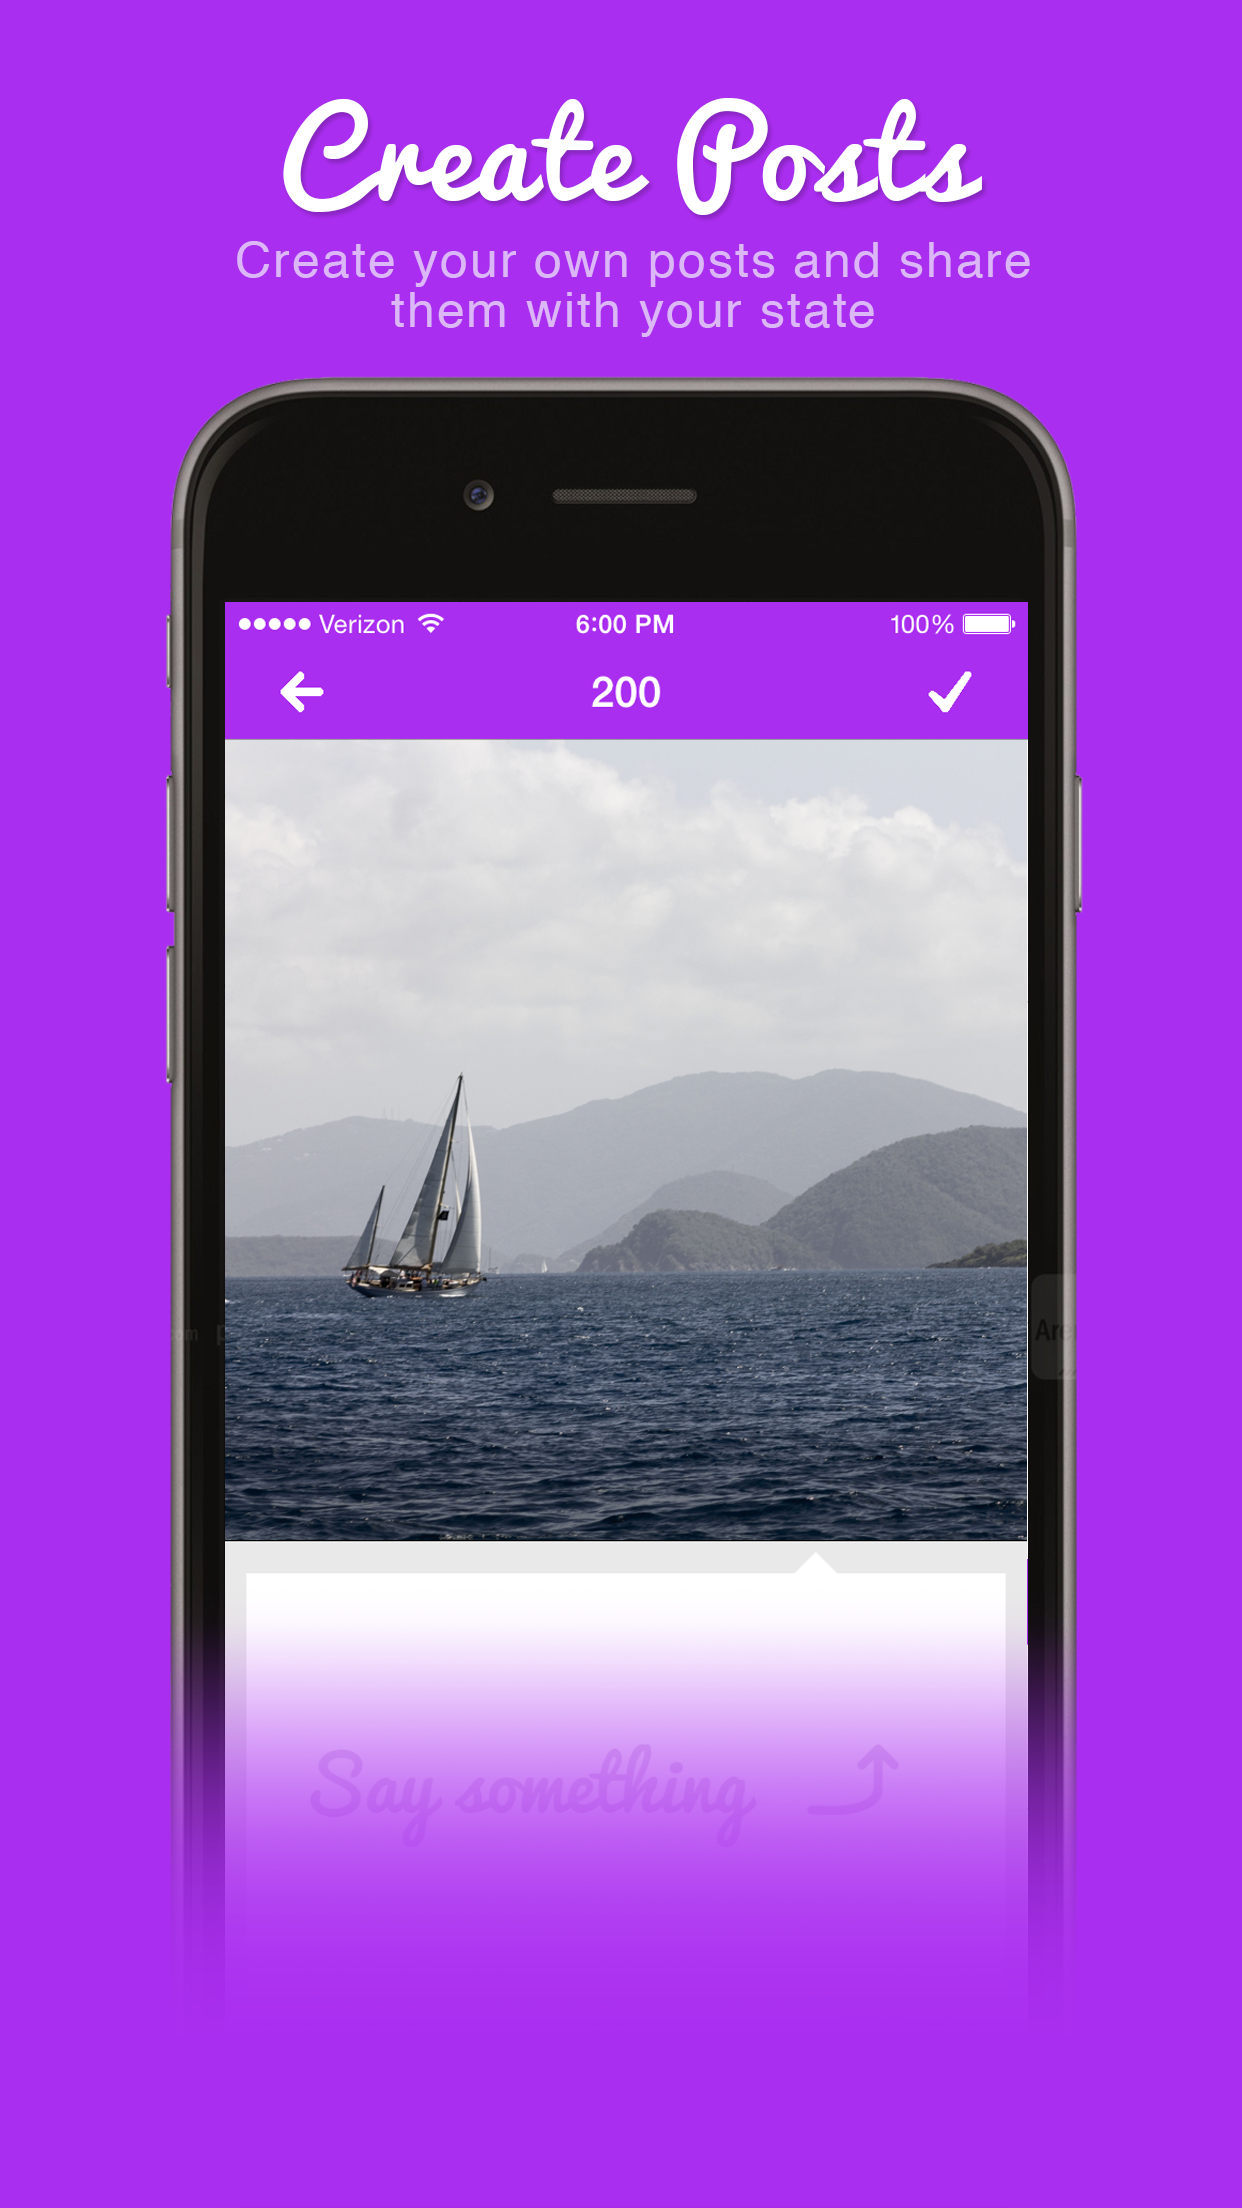 Create Posts
Create your own posts and share
them with your state
Verizon 6:00 PM 100%
200
Say something